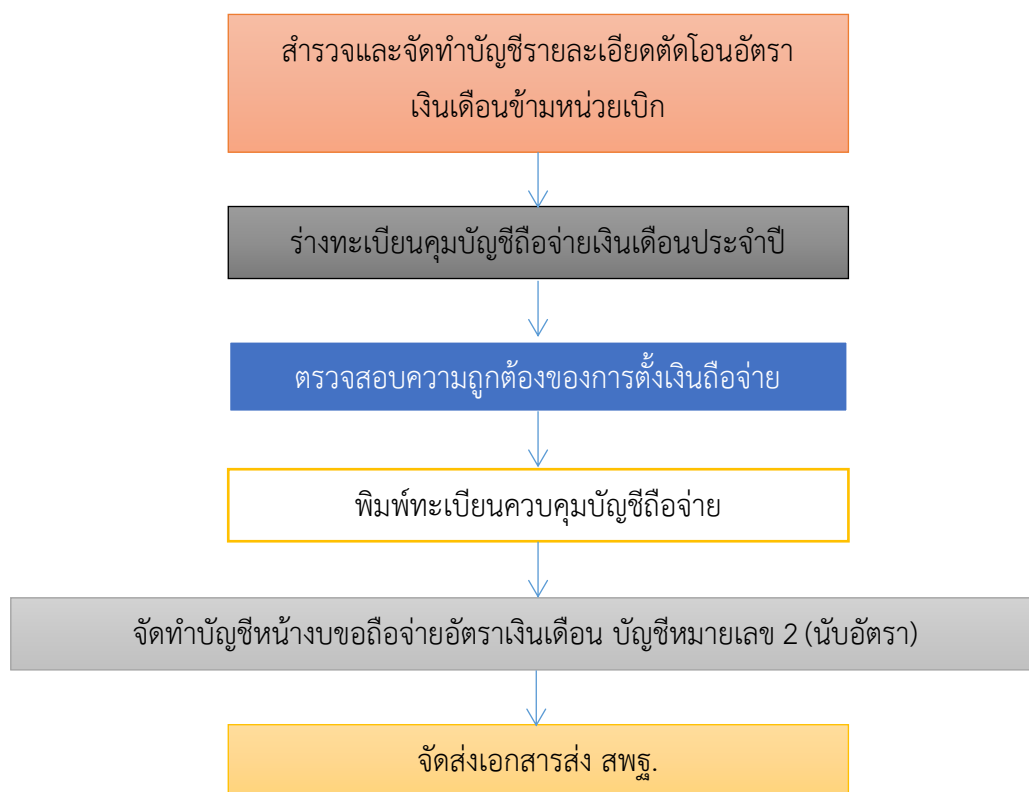 สำรวจและจัดทำบัญชีรายละเอียดตัดโอนอัตรา
เงินเดือนข้ามหน่วยเบิก
ร่างทะเบียนคุมบัญชีถือจ่ายเงินเดือนประจำปี
ตรวจสอบความถูกต้องของการตั้งเงินถือจ่าย
พิมพ์ทะเบียนควบคุมบัญชีถือจ่าย
จัดทำบัญชีหน้างบขอถือจ่ายอัตราเงินเดือน บัญชีหมายเลข 2 (นับอัตรา)
จัดส่งเอกสารส่ง สพฐ.